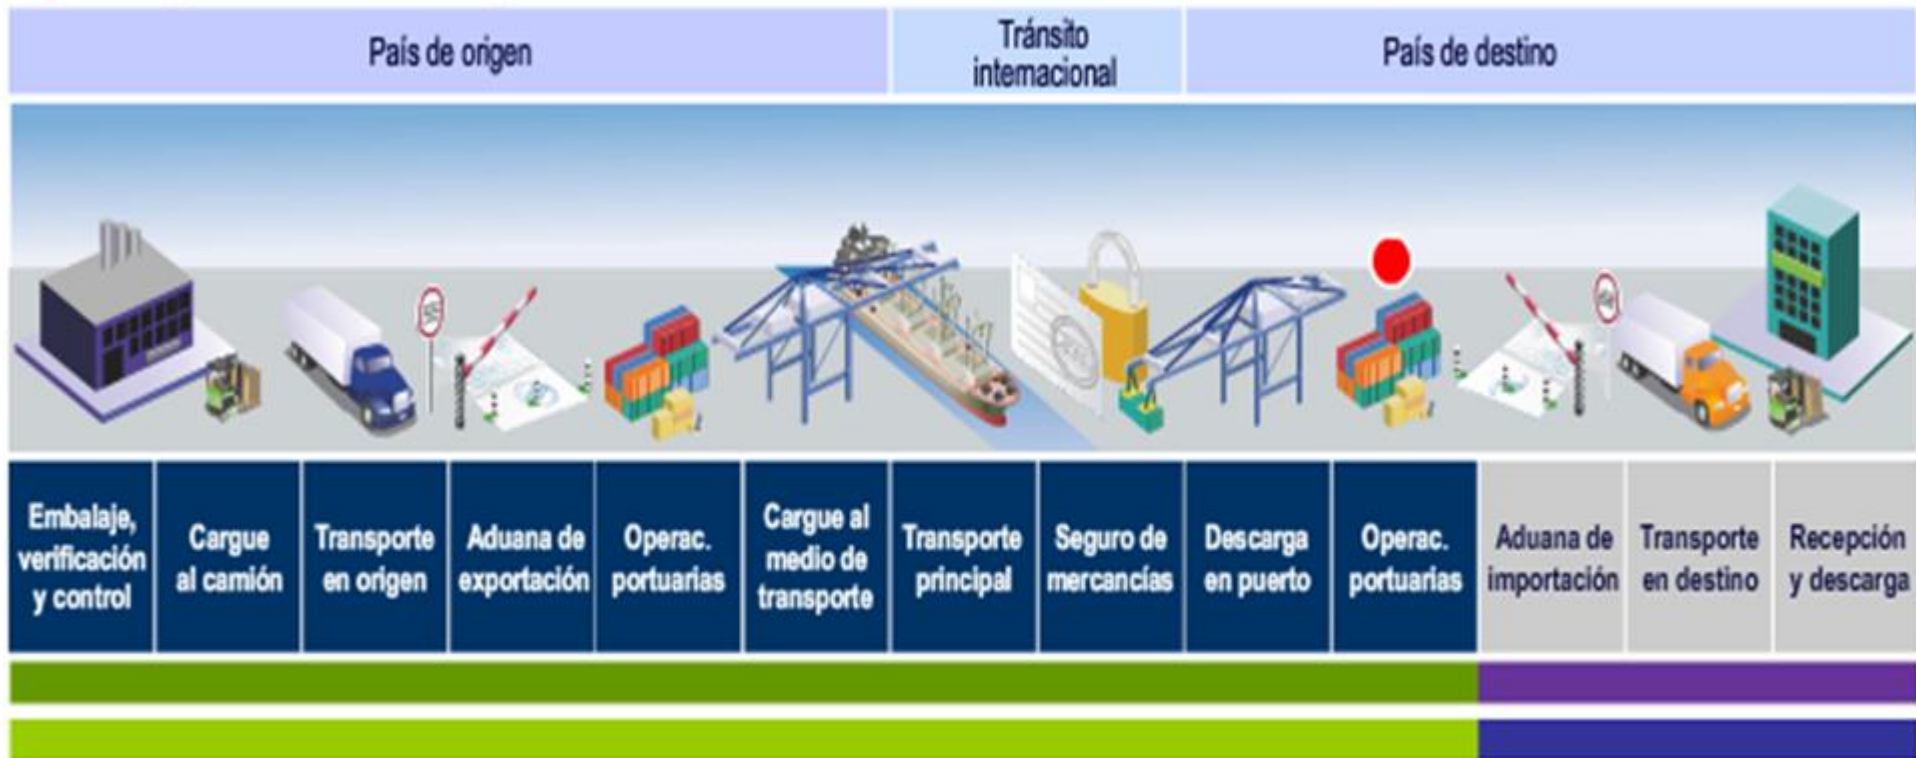 País de origen
Tránsito
internacional
País de destino
Embalaje,
verificación
y control
Cargue
al camión
Transporte
en origen
Aduana de
exportación
Operac.
portuarias
Cargue al
medio de
transporte
Transporte
principal
Seguro de
mercancías
Descarga
en puerto
Operac.
portuarias
Aduana de
importación
Transporte
en destino
Recepción
y descarga